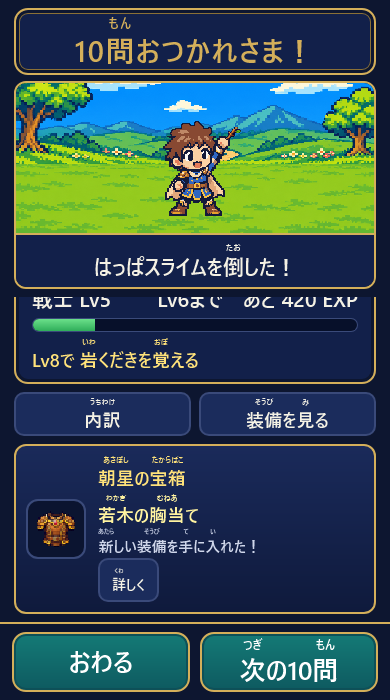 10問おつかれさま！
はっぱスライムを倒した！
戦士 Lv5 Lv6まで あと 420 EXP
Lv8で 岩くだきを覚える
内訳 装備を見る
朝星の宝箱
若木の胸当て
新しい装備を手に入れた！
詳しく
おわる 次の10問